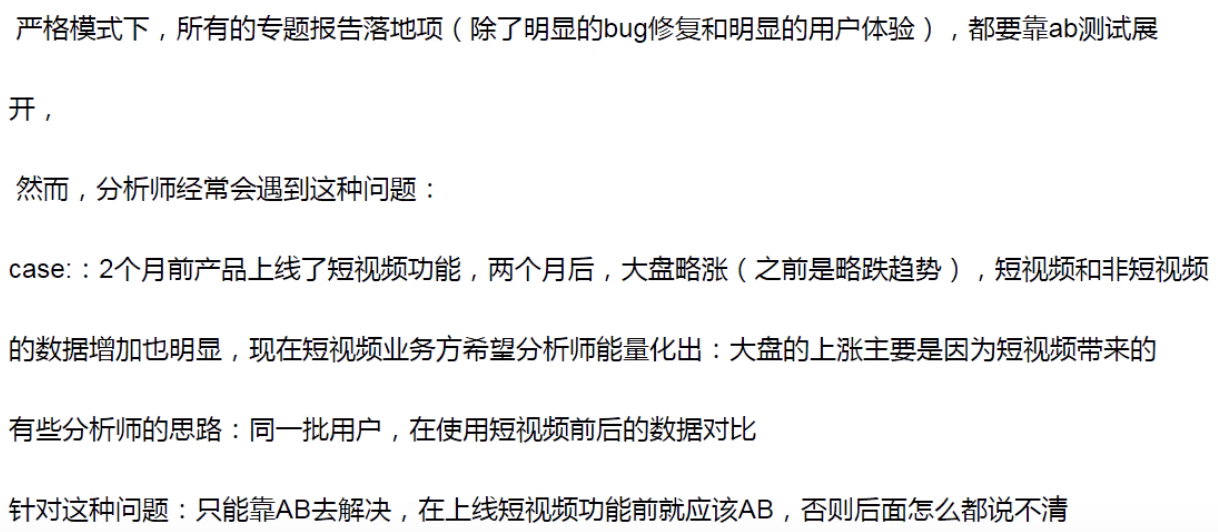 严格模式下，所有的专题报告落地项（除了明显的bug修复和明显的用户体验），都要靠ab测试展
开，
然而，分析师经常会遇到这种问题：
case:：2个月前产品上线了短视频功能，两个月后，大盘略涨（之前是略跌趋势），短视频和非短视频
的数据增加也明显，现在短视频业务方希望分析师能量化出：大盘的上涨主要是因为短视频带来的
有些分析师的思路：同一批用户，在使用短视频前后的数据对比
针对这种问题：只能靠AB去解决，在上线短视频功能前就应该AB，否则后面怎么都说不清